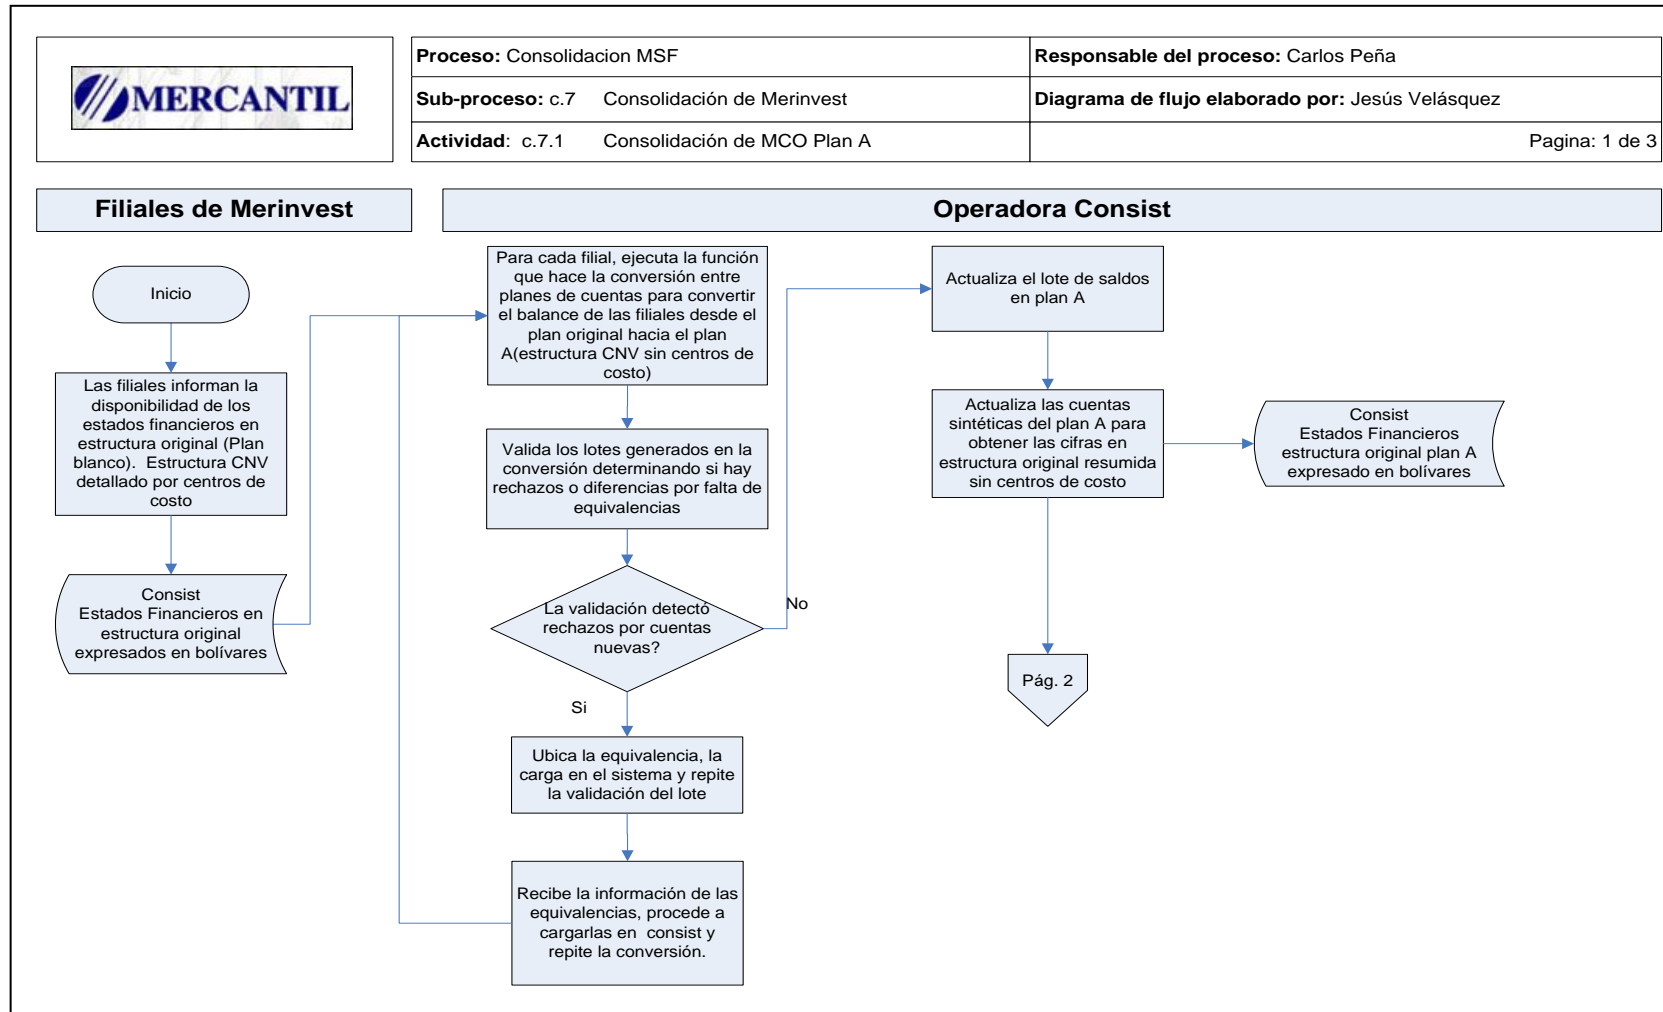 MERCANTIL
Proceso: Consolidacion MSF
Responsable del proceso: Carlos Peña
Sub-proceso: c.7 Consolidación de Merinvest
Diagrama de flujo elaborado por: Jesús Velásquez
Actividad: c.7.1 Consolidación de MCO Plan A
Pagina: 1 de 3
Filiales de Merinvest
Operadora Consist
Inicio
Las filiales informan la
disponibilidad de los
estados financieros en
estructura original (Plan
blanco). Estructura CNV
detallado por centros de
costo
Consist
Estados Financieros en
estructura original
expresados en bolívares
Para cada filial, ejecuta la función
que hace la conversión entre
planes de cuentas para convertir
el balance de las filiales desde el
plan original hacia el plan
A(estructura CNV sin centros de
costo)
Valida los lotes generados en la
conversión determinando si hay
rechazos o diferencias por falta de
equivalencias
La validación detectó
rechazos por cuentas
nuevas?
No
Si
Ubica la equivalencia, la
carga en el sistema y repite
la validación del lote
Recibe la información de las
equivalencias, procede a
cargarlas en consist y
repite la conversión.
Actualiza el lote de saldos
en plan A
Actualiza las cuentas
sintéticas del plan A para
obtener las cifras en
estructura original resumida
sin centros de costo
Consist
Estados Financieros
estructura original plan A
expresado en bolívares
Pág. 2